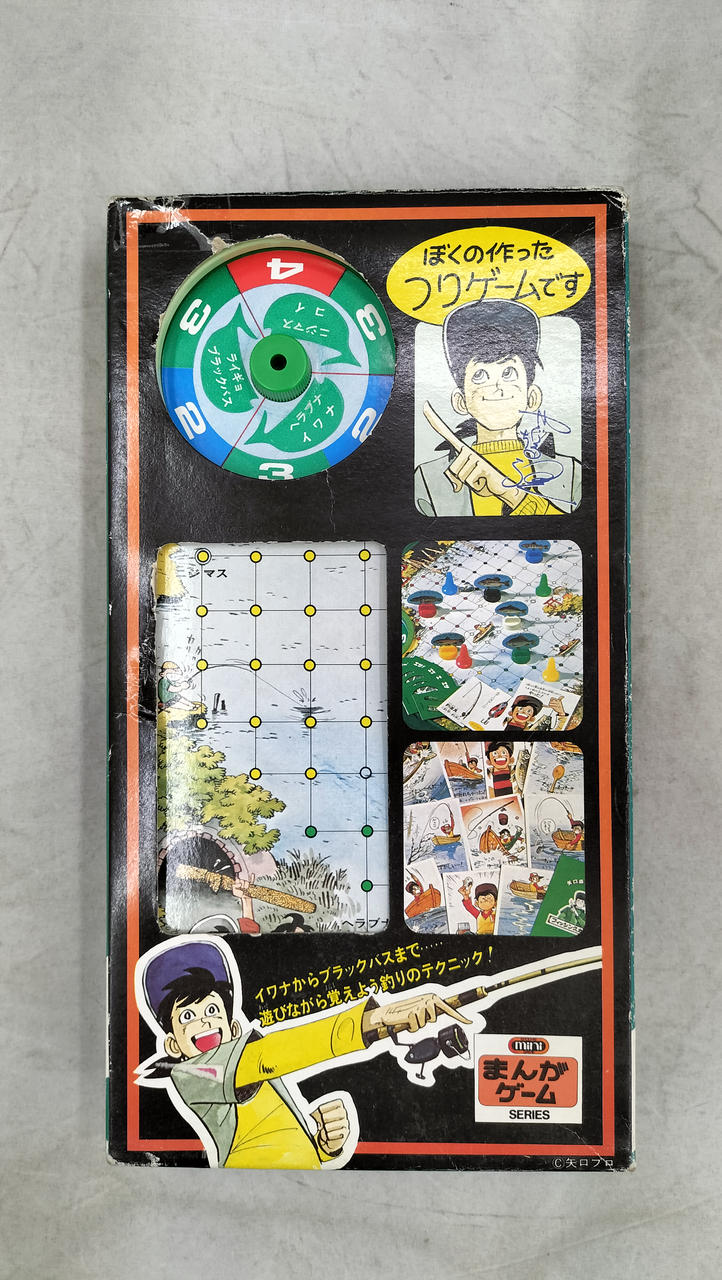 ぼくの作った
つりゲームです
4
3
3
2
2
3
ニジマス
コイ
ライギョ
ブラックバス
ヘラブナ
イワナ
ジマス
ヘラブナ
イワナからブラックバスまで‥‥‥
遊びながら覚えよう釣りのテクニック!
mini
まんが
ゲーム
SERIES
©矢口プロ